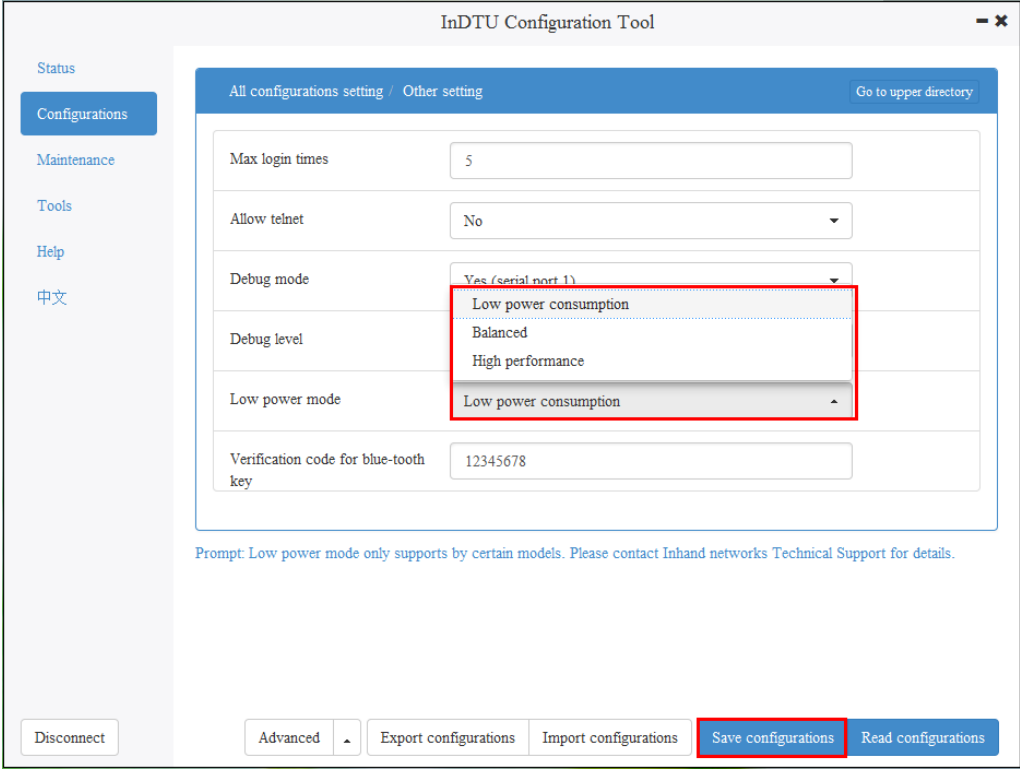 InDTU Configuration Tool
Status
Configurations
Maintenance
Tools
Help
中文
All configurations setting / Other setting
Go to upper directory
Max login times
5
Allow telnet
No
Debug mode
Yes (serial port 1)
Low power consumption
Balanced
High performance
Debug level
Low power mode
Low power consumption
Verification code for blue-tooth
key
12345678
Prompt: Low power mode only supports by certain models. Please contact Inhand networks Technical Support for details.
Disconnect
Advanced
Export configurations
Import configurations
Save configurations
Read configurations